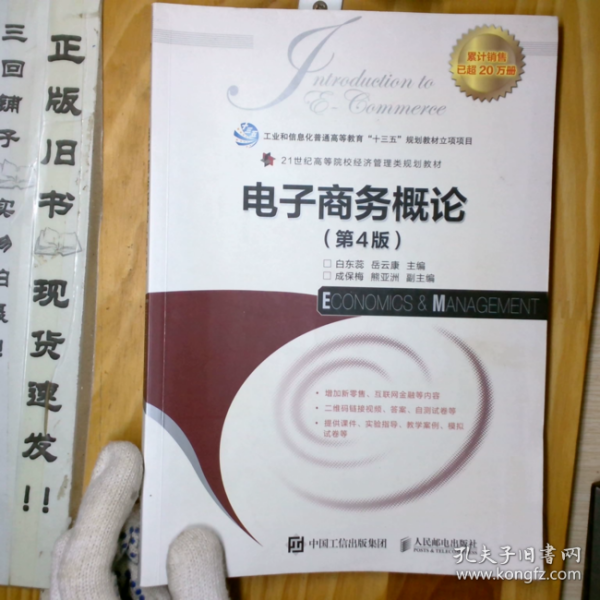 三回铺子
正版旧书
现货速发!!
Introduction to
E-Commerce
累计销售
已超20万册
工业和信息化普通高等教育“十三五”规划教材立项项目
21世纪高等院校经济管理类规划教材
电子商务概论
(第4版)
□白东蕊 岳云康 主编
□成保梅 熊亚洲 副主编
ECONOMICS & MANAGEMENT
•增加新零售、互联网金融等内容
•二维码链接视频、答案、自测试卷等
•提供课件、实验指导、教学案例、模拟
试卷等
中国工信出版集团
人民邮电出版社
POSTS & TELECOM
孔夫子旧书网
www.kongfz.com